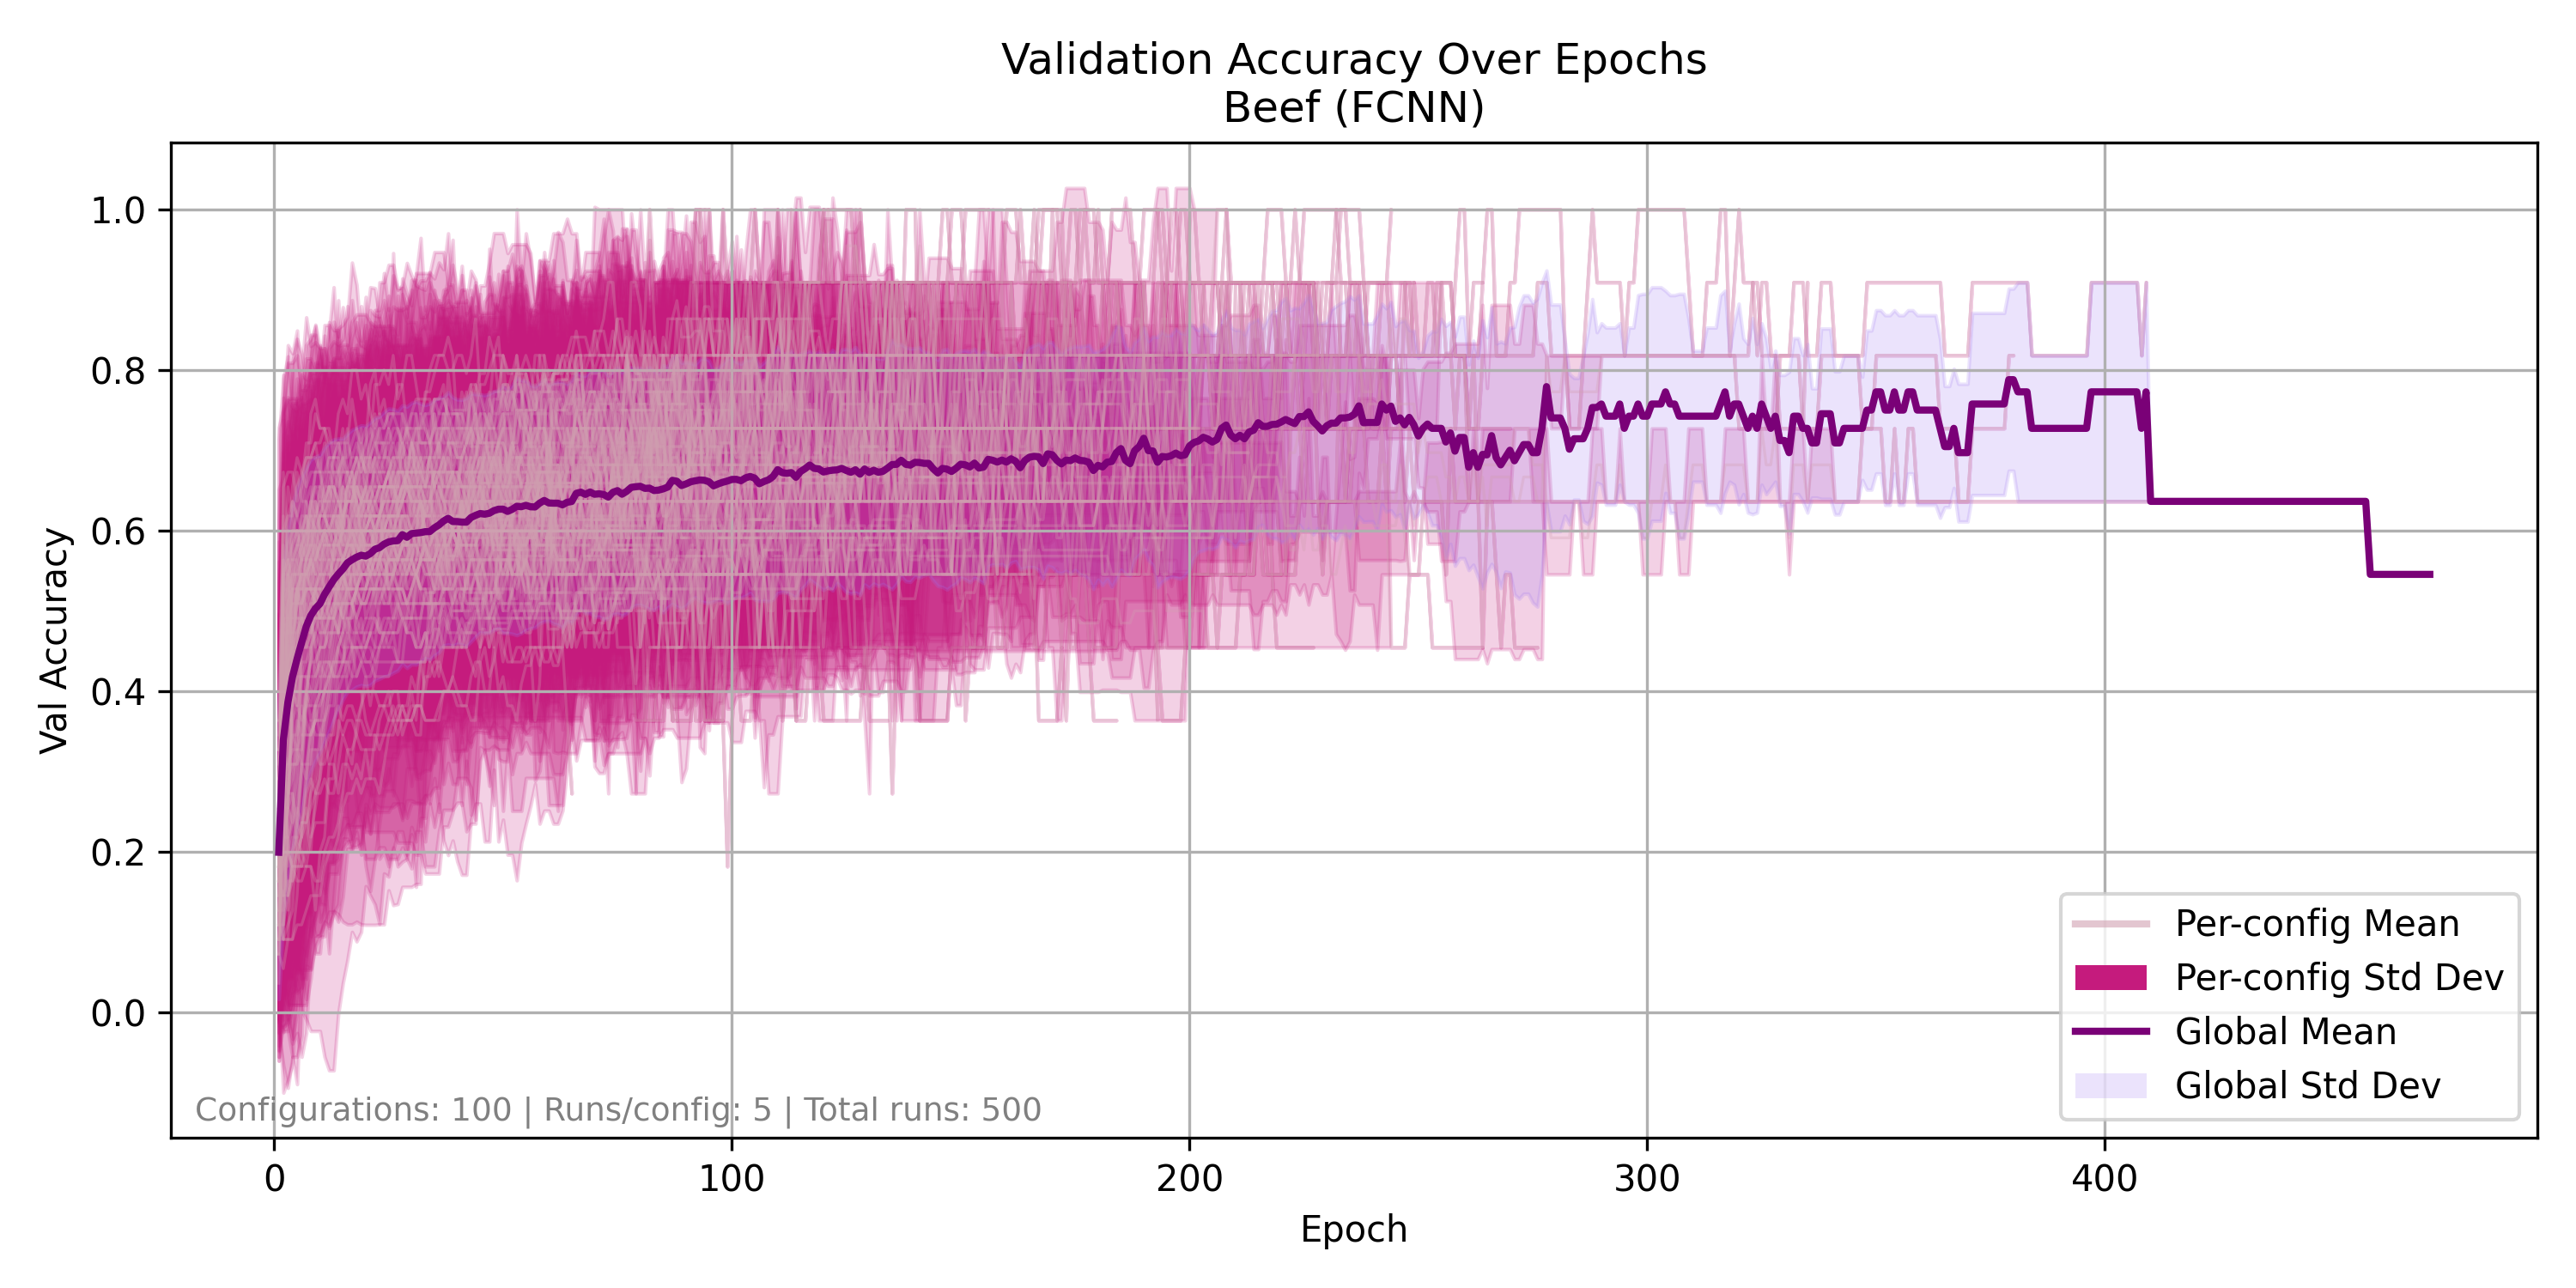 Validation Accuracy Over Epochs
Beef (FCNN)
Val Accuracy
1.0
0.8
0.6
0.4
0.2
0.0
Configurations: 100 | Runs/config: 5 | Total runs: 500
Per-config Mean
Per-config Std Dev
Global Mean
Global Std Dev
0 100 200 300 400
Epoch